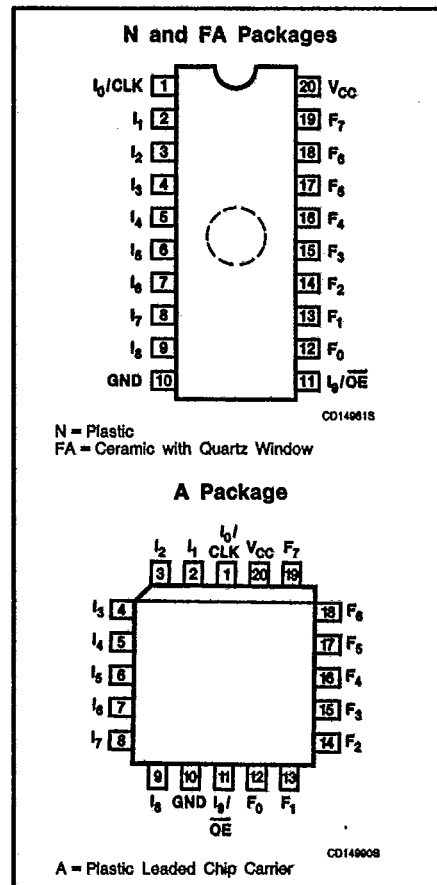 N and FA Packages
I0/CLK 1 20 VCC
I1 2 19 F7
I2 3 18 F6
I3 4 17 F5
I4 5 16 F4
I5 6 15 F3
I6 7 14 F2
I7 8 13 F1
I8 9 12 F0
GND 10 11 I9/OE
CD14961S
N = Plastic
FA = Ceramic with Quartz Window
A Package
I2 I1 I0/CLK VCC F7
3 2 1 20 19
I3 4 18 F6
I4 5 17 F5
I5 6 16 F4
I6 7 15 F3
I7 8 14 F2
9 10 11 12 13
I8 GND I9/OE F0 F1
CD14990S
A = Plastic Leaded Chip Carrier